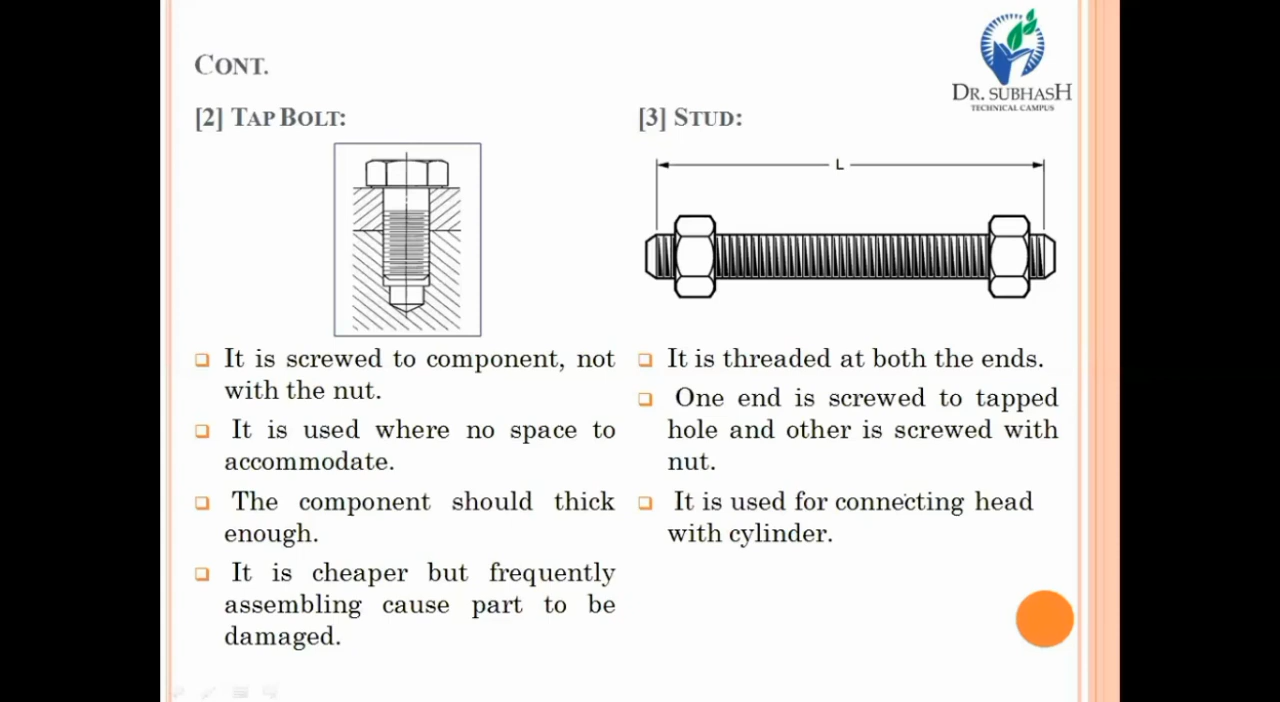 CONT.
DR. SUBHASH
TECHNICAL CAMPUS
[2] TAP BOLT:
It is screwed to component, not
with the nut.
It is used where no space to
accommodate.
The component should thick
enough.
It is cheaper but frequently
assembling cause part to be
damaged.
[3] STUD:
L
It is threaded at both the ends.
One end is screwed to tapped
hole and other is screwed with
nut.
It is used for connecting head
with cylinder.